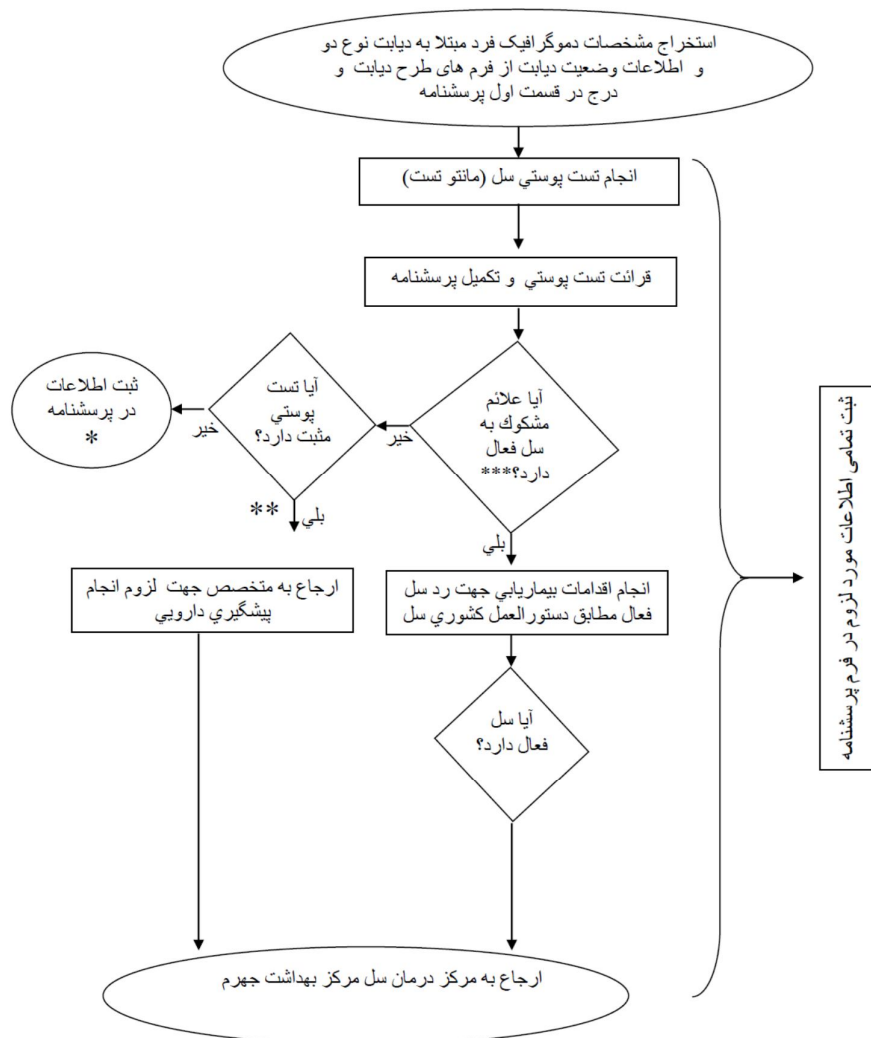 استخراج مشخصات دموگرافیک فرد مبتلا به دیابت نوع دو
و اطلاعات وضعیت دیابت از فرم های طرح دیابت و
درج در قسمت اول پرسشنامه
انجام تست پوستي سل (مانتو تست)
قرائت تست پوستي و تكميل پرسشنامه
آيا علائم
مشكوك به
سل فعال
دارد؟***
خير
آيا تست
پوستي
مثبت دارد؟
خير
ثبت اطلاعات
در پرسشنامه
*
بلي
**
بلي
انجام اقدامات بيماريابي جهت رد سل
فعال مطابق دستورالعمل كشوري سل
ارجاع به متخصص جهت لزوم انجام
پيشگيري دارويي
آيا سل
فعال دارد؟
ارجاع به مركز درمان سل مركز بهداشت جهرم
ثبت تمامی اطلاعات مورد لزوم در فرم پرسشنامه